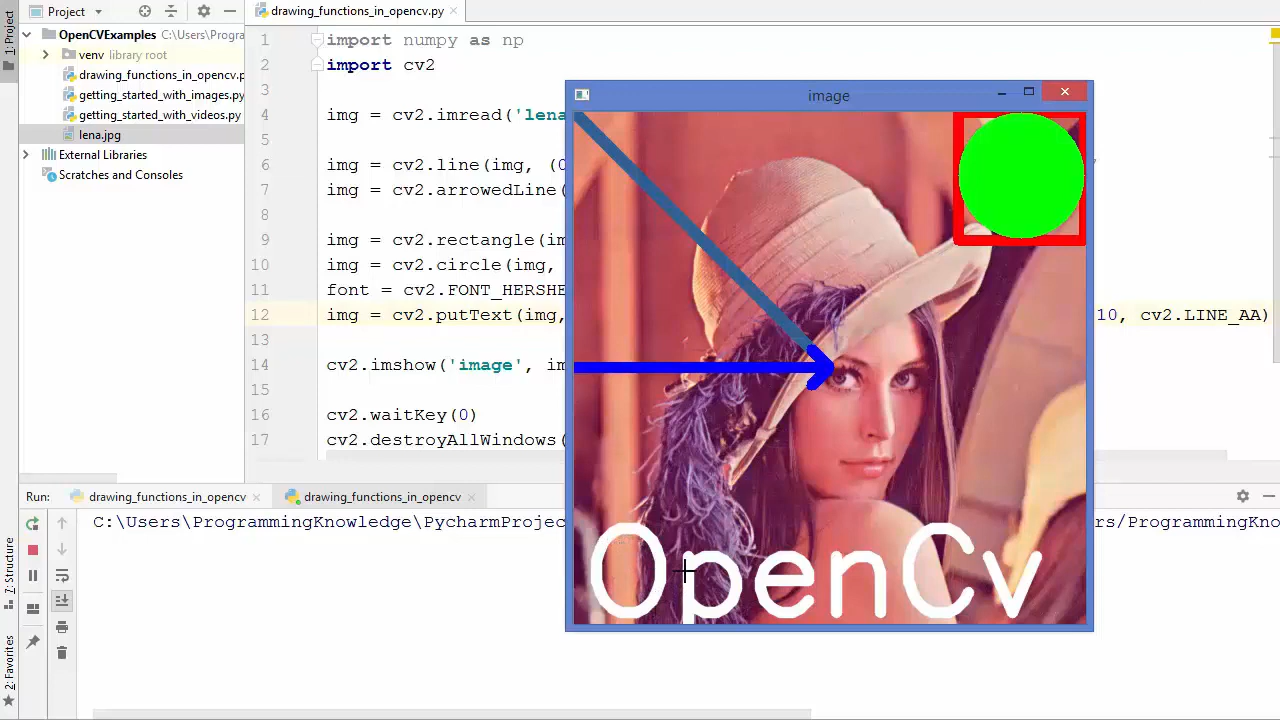 Project
drawing_functions_in_opencv.py
1: Project
OpenCVExamples C:\Users\Progra
venv library root
drawing_functions_in_opencv.p
getting_started_with_images.py
getting_started_with_videos.py
lena.jpg
External Libraries
Scratches and Consoles
1 import numpy as np
2 import cv2
3
4 img = cv2.imread('lena
5
6 img = cv2.line(img, (0
7 img = cv2.arrowedLine(
8
9 img = cv2.rectangle(im
10 img = cv2.circle(img,
11 font = cv2.FONT_HERSHE
12 img = cv2.putText(img, 10, cv2.LINE_AA)
13
14 cv2.imshow('image', im
15
16 cv2.waitKey(0)
17 cv2.destroyAllWindows(
image
OpenCv
Run: drawing_functions_in_opencv drawing_functions_in_opencv
C:\Users\ProgrammingKnowledge\PycharmProjec rs/ProgrammingKno
7: Structure
2: Favorites